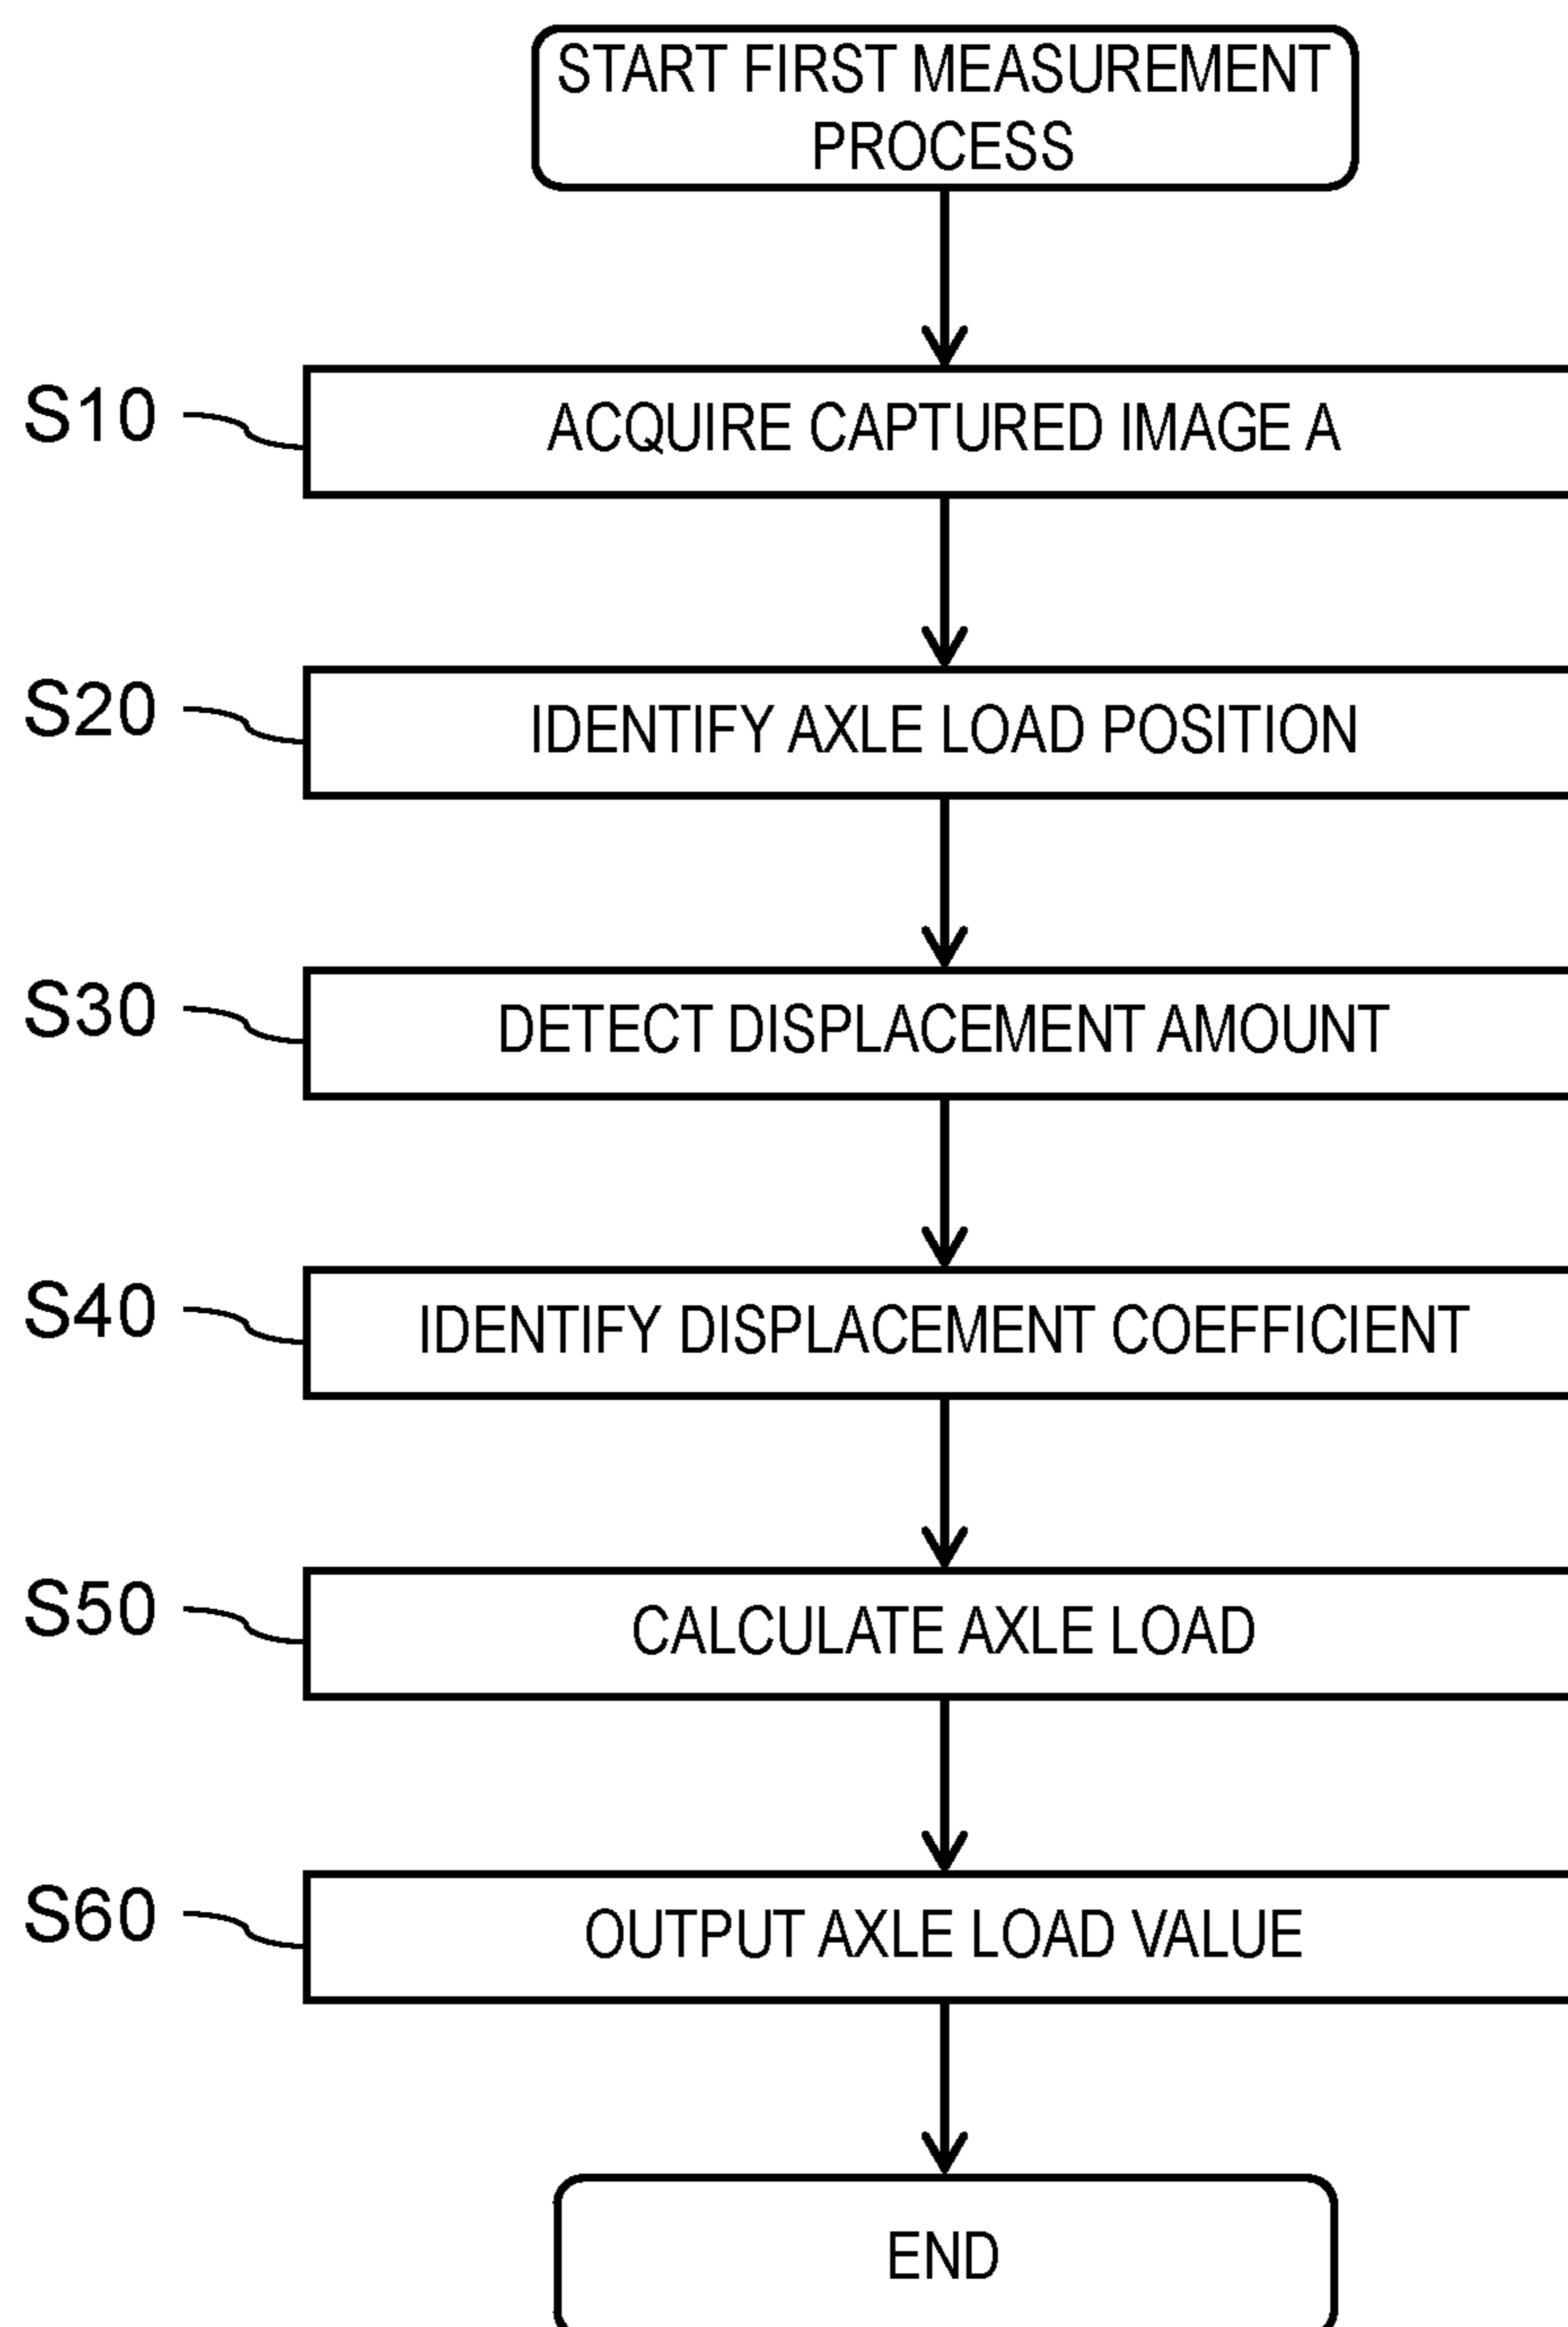 START FIRST MEASUREMENT
PROCESS
S10
ACQUIRE CAPTURED IMAGE A
S20
IDENTIFY AXLE LOAD POSITION
S30
DETECT DISPLACEMENT AMOUNT
S40
IDENTIFY DISPLACEMENT COEFFICIENT
S50
CALCULATE AXLE LOAD
S60
OUTPUT AXLE LOAD VALUE
END